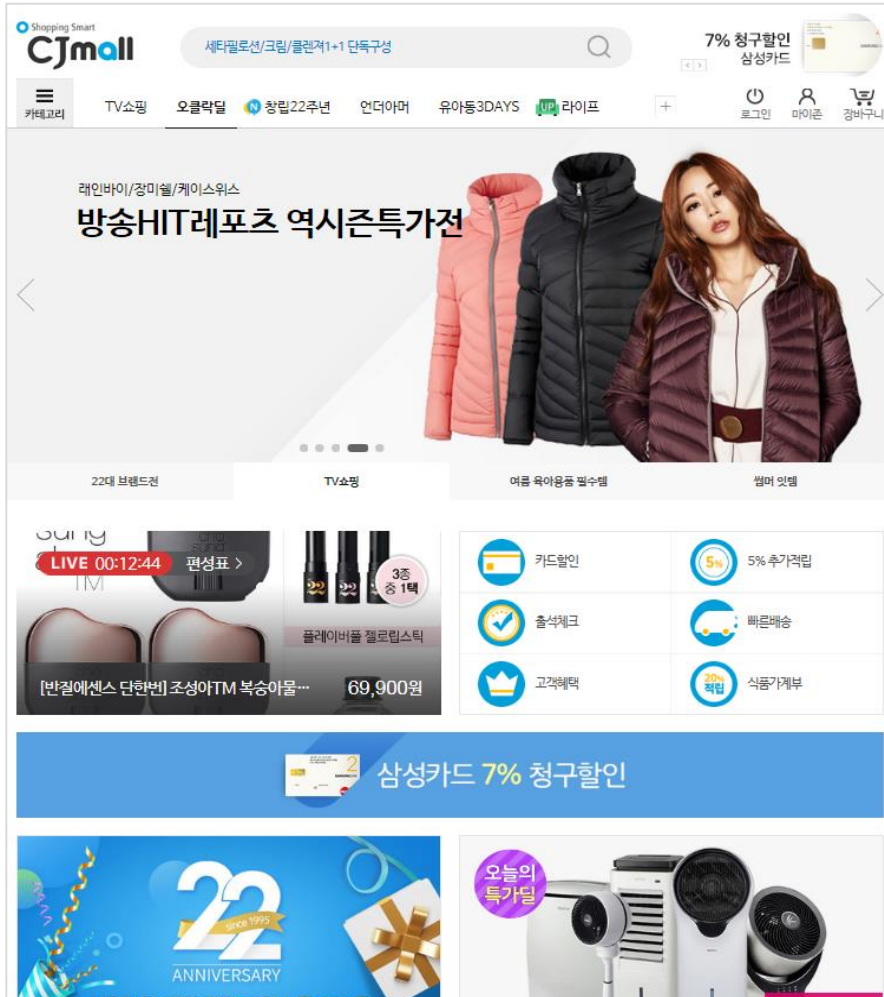 Shopping Smart
CJmall
세타필로션/크림/클렌져1+1 단독구성
7% 청구할인
삼성카드
카테고리
TV쇼핑
오클락딜
창립22주년
언더아머
유아동3DAYS
UP 라이프
로그인
마이존
장바구니
래인바이/장미쉘/케이스위스
방송HIT레포츠 역시즌특가전
22대 브랜드전
TV쇼핑
여름 육아용품 필수템
썸머 잇템
LIVE 00:12:44 편성표
TM
22 22
3종
중 1택
플레이버풀 젤로립스틱
[반질에센스 단한번] 조성아TM 복숭아물… 69,900원
카드할인
5% 5% 추가적립
출석체크
빠른배송
고객혜택
20% 적립 식품가계부
삼성카드 7% 청구할인
22
since 1995
ANNIVERSARY
오늘의
특가딜